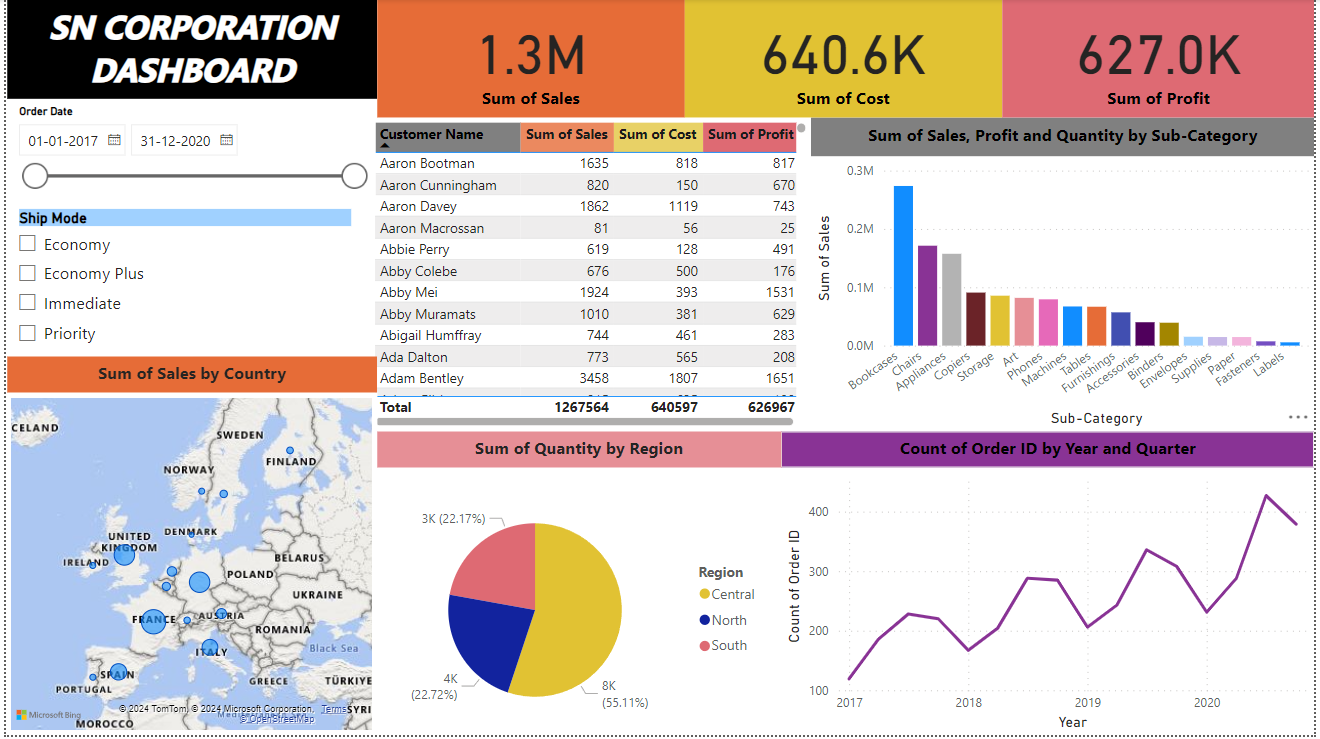 SN CORPORATION
DASHBOARD
1.3M
Sum of Sales
640.6K
Sum of Cost
627.0K
Sum of Profit
Order Date
01-01-2017
31-12-2020
Ship Mode
Economy
Economy Plus
Immediate
Priority
Customer Name Sum of Sales Sum of Cost Sum of Profit
Aaron Bootman 1635 818 817
Aaron Cunningham 820 150 670
Aaron Davey 1862 1119 743
Aaron Macrossan 81 56 25
Abbie Perry 619 128 491
Abby Colebe 676 500 176
Abby Mei 1924 393 1531
Abby Muramats 1010 381 629
Abigail Humffray 744 461 283
Ada Dalton 773 565 208
Adam Bentley 3458 1807 1651
Total 1267564 640597 626967
Sum of Sales, Profit and Quantity by Sub-Category
Sum of Sales
0.3M
0.2M
0.1M
0.0M
Bookcases
Chairs
Appliances
Copiers
Storage
Art
Phones
Machines
Tables
Furnishings
Accessories
Binders
Envelopes
Supplies
Paper
Fasteners
Labels
Sub-Category
Sum of Sales by Country
CELAND
SWEDEN
FINLAND
NORWAY
DENMARK
UNITED
KINGDOM
IRELAND
BELARUS
POLAND
UKRAINE
FRANCE
AUSTRIA
ROMANIA
ITALY
Black Sea
SPAIN
PORTUGAL
GREECE
TÜRKIYE
SYRI
MOROCCO
Microsoft Bing
© 2024 TomTom, © 2024 Microsoft Corporation, Terms
© OpenStreetMap
Sum of Quantity by Region
3K (22.17%)
4K
(22.72%)
8K
(55.11%)
Region
Central
North
South
Count of Order ID by Year and Quarter
Count of Order ID
400
300
200
100
2017
2018
2019
2020
Year